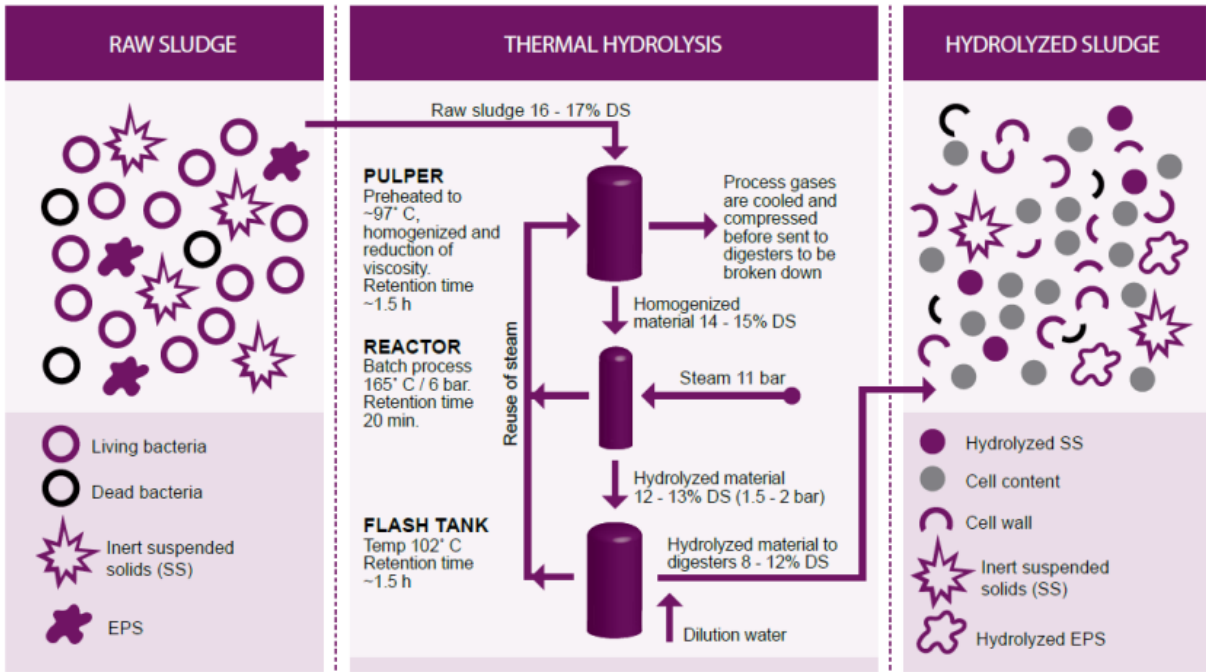 RAW SLUDGE
Living bacteria
Dead bacteria
Inert suspended
solids (SS)
EPS
THERMAL HYDROLYSIS
Raw sludge 16 - 17% DS
PULPER
Preheated to
~97˚ C,
homogenized and
reduction of
viscosity.
Retention time
~1.5 h
Process gases
are cooled and
compressed
before sent to
digesters to be
broken down
Homogenized
material 14 - 15% DS
REACTOR
Batch process
165˚ C / 6 bar.
Retention time
20 min.
Reuse of steam
Steam 11 bar
Hydrolyzed material
12 - 13% DS (1.5 - 2 bar)
FLASH TANK
Temp 102˚ C
Retention time
~1.5 h
Hydrolyzed material to
digesters 8 - 12% DS
Dilution water
HYDROLYZED SLUDGE
Hydrolyzed SS
Cell content
Cell wall
Inert suspended
solids (SS)
Hydrolyzed EPS